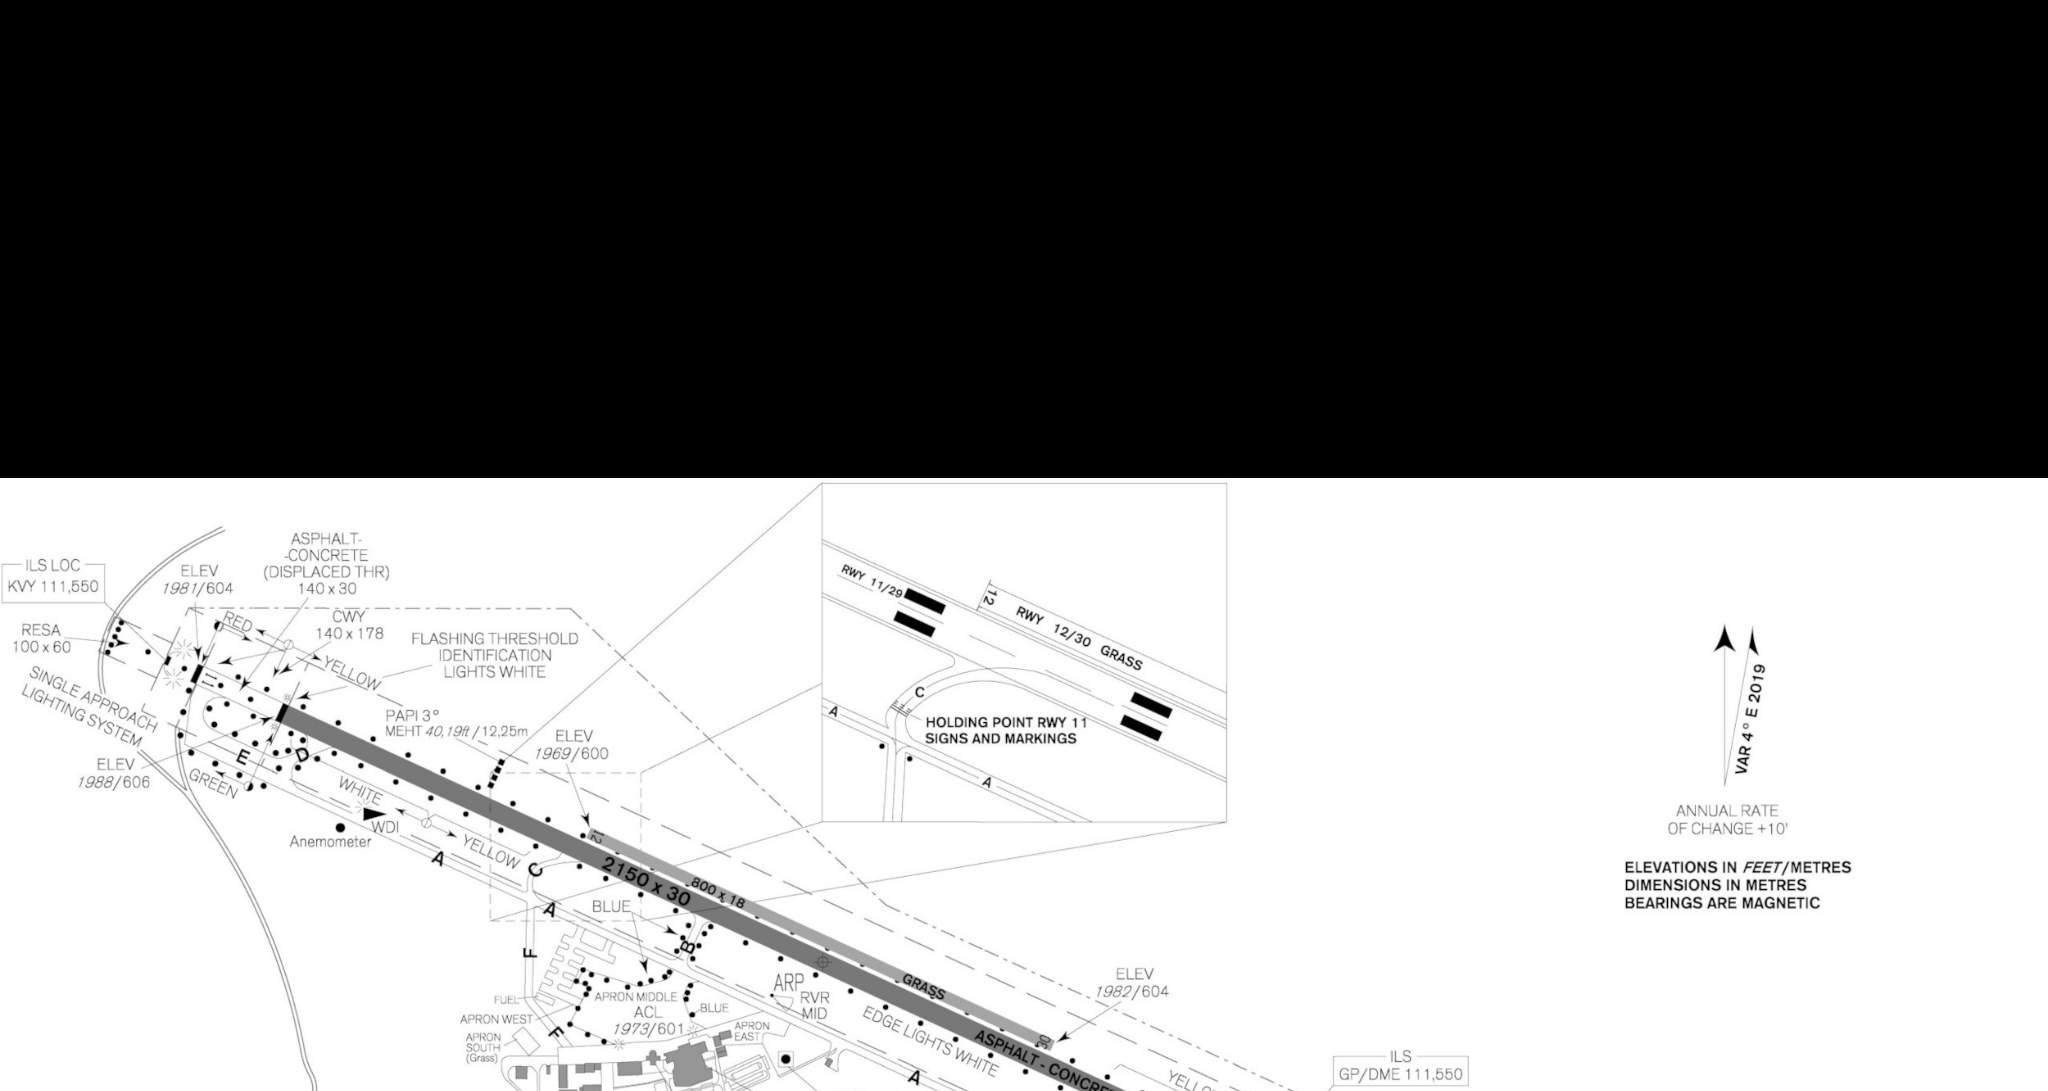 ILS LOC
KVY 111,550
ELEV
1981/604
ASPHALT-
-CONCRETE
(DISPLACED THR)
140 x 30
RESA
100 x 60
RED
CWY
140 x 178
FLASHING THRESHOLD
IDENTIFICATION
LIGHTS WHITE
YELLOW
SINGLE APPROACH
LIGHTING SYSTEM
11
PAPI 3°
MEHT 40,19ft / 12,25m
ELEV
1969/600
ELEV
1988/606
E
D
GREEN
WHITE
WDI
Anemometer
YELLOW
A
C
12
2150 x 30
800 x 18
A
BLUE
F
B
GRASS
ARP
RVR
MID
FUEL
APRON MIDDLE
BLUE
APRON WEST
ACL
1973/601
APRON
EAST
APRON
SOUTH
(Grass)
F
EDGE LIGHTS WHITE
ASPHALT - CONCRE
30
ELEV
1982/604
A
RWY 11/29
12
RWY 12/30 GRASS
C
A
HOLDING POINT RWY 11
SIGNS AND MARKINGS
A
VAR 4° E 2019
ANNUAL RATE
OF CHANGE +10'
ELEVATIONS IN FEET/METRES
DIMENSIONS IN METRES
BEARINGS ARE MAGNETIC
ILS
GP/DME 111,550